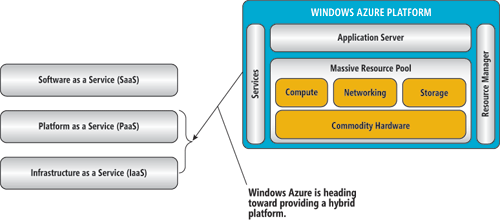 WINDOWS AZURE PLATFORM
Application Server
Services
Massive Resource Pool
Compute
Networking
Storage
Commodity Hardware
Resource Manager
Software as a Service (SaaS)
Platform as a Service (PaaS)
Infrastructure as a Service (IaaS)
Windows Azure is heading
toward providing a hybrid
platform.